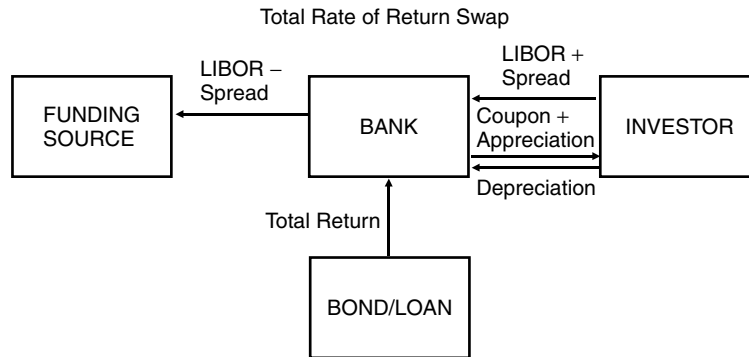 Total Rate of Return Swap
LIBOR –
Spread
LIBOR +
Spread
FUNDING
SOURCE
BANK
Coupon +
Appreciation
INVESTOR
Depreciation
Total Return
BOND/LOAN